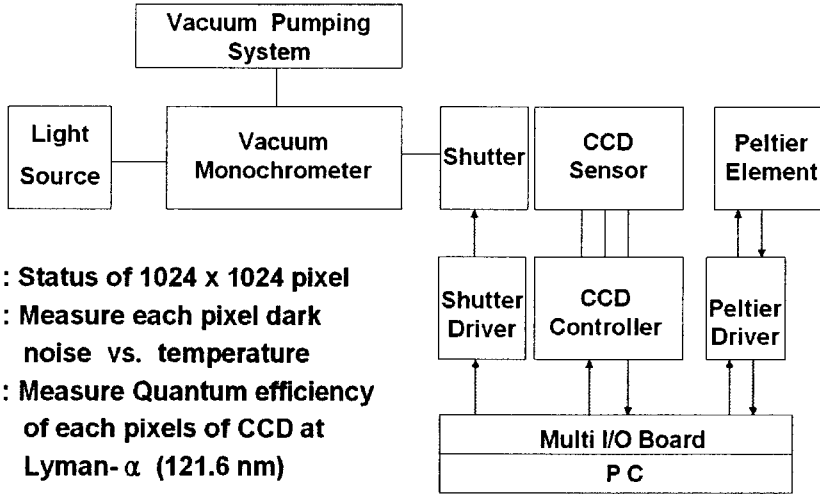 Vacuum Pumping
System
Light
Source
Vacuum
Monochrometer
Shutter
CCD
Sensor
Peltier
Element
: Status of 1024 x 1024 pixel
: Measure each pixel dark
noise vs. temperature
: Measure Quantum efficiency
of each pixels of CCD at
Lyman- α (121.6 nm)
Shutter
Driver
CCD
Controller
Peltier
Driver
Multi I/O Board
P C